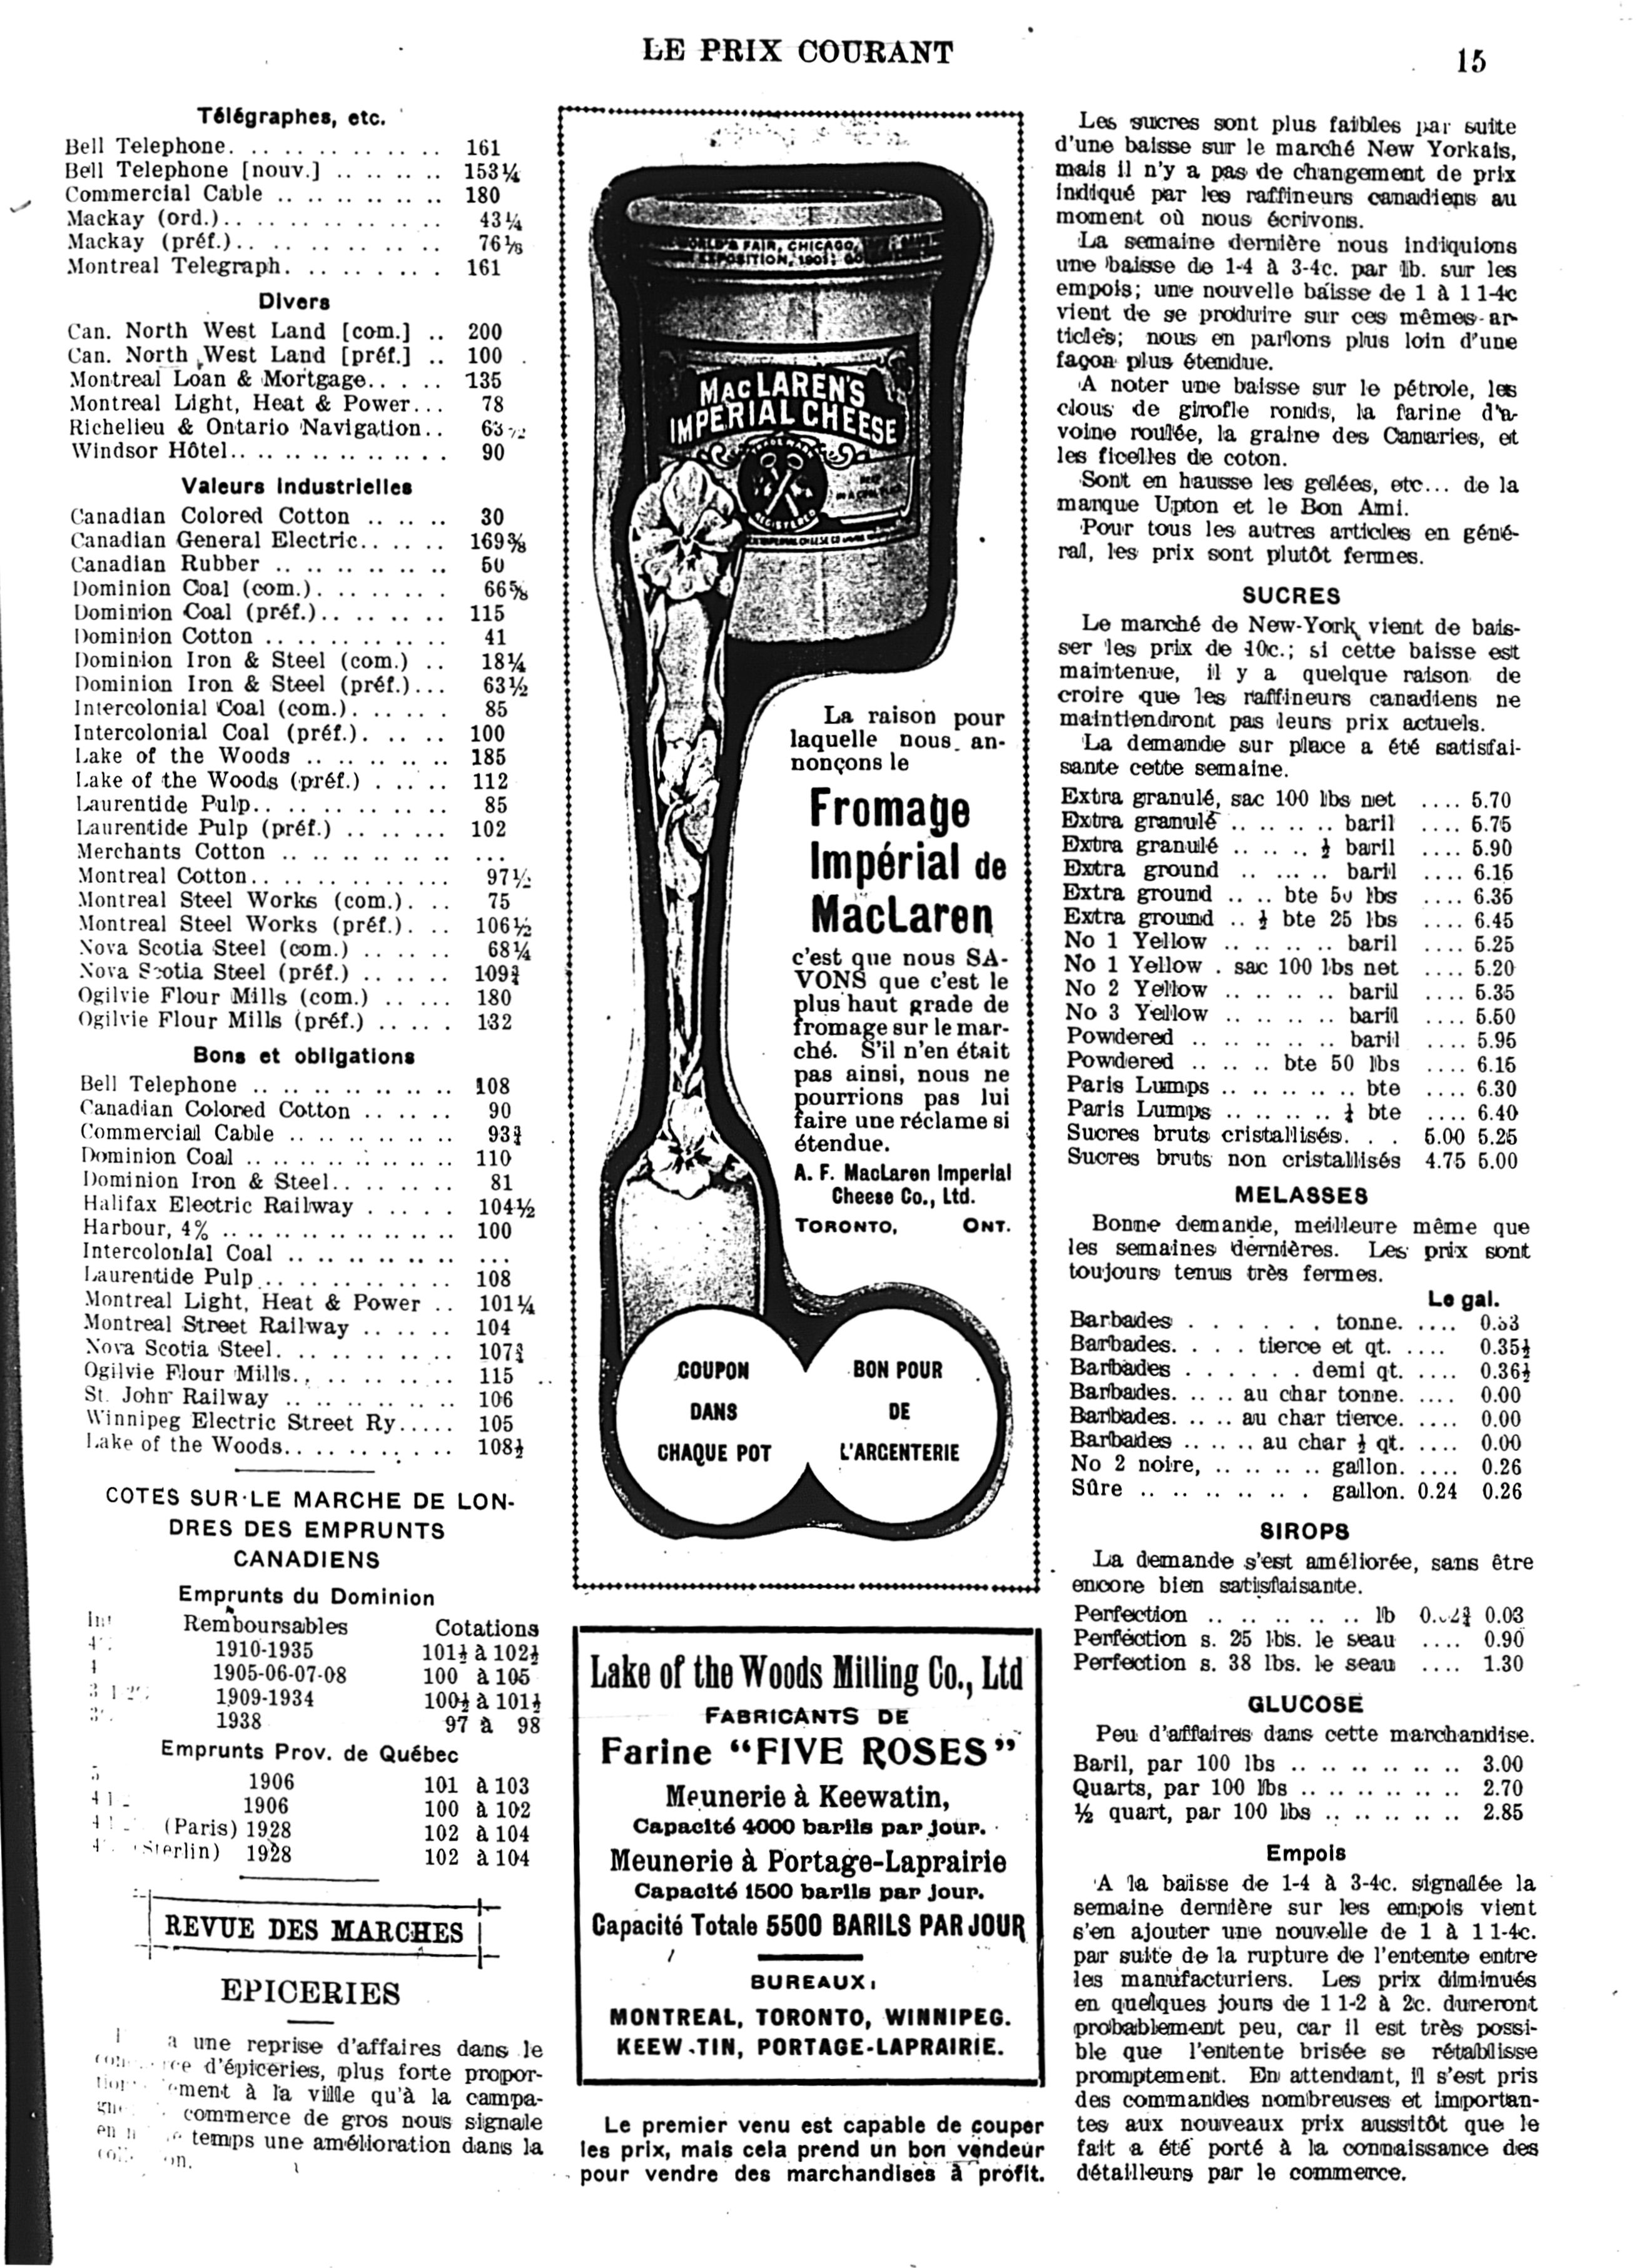 LE PRIX COURANT
15
Télégraphes, etc.
Bell Telephone. . . . . . . . . . . . 161
Bell Telephone [nouv.] .. .. .. .. 153¼
Commercial Cable .. .. .. .. .. .. 180
Mackay (ord.).. .. .. .. .. .. .. 43¼
Mackay (préf.).. .. .. .. .. .. .. 76⅛
Montreal Telegraph. . . . . . . . . 161
Divers
Can. North West Land [com.] .. 200
Can. North West Land [préf.] .. 100
Montreal Loan & Mortgage.. .. .. 135
Montreal Light, Heat & Power... 78
Richelieu & Ontario Navigation.. 63½
Windsor Hôtel.. .. .. .. .. .. .. 90
Valeurs Industrielles
Canadian Colored Cotton .. .. .. 30
Canadian General Electric.. .. .. 169⅜
Canadian Rubber .. .. .. .. .. .. 50
Dominion Coal (com.). . . . . . . 66⅝
Dominion Coal (préf.).. .. .. .. 115
Dominion Cotton .. .. .. .. .. .. 41
Dominion Iron & Steel (com.) .. 18¼
Dominion Iron & Steel (préf.)... 63½
Intercolonial Coal (com.). . . . . . 85
Intercolonial Coal (préf.). . . . . 100
Lake of the Woods .. .. .. .. .. 185
Lake of the Woods (préf.) . . . . . 112
Laurentide Pulp.. .. .. .. .. .. .. 85
Laurentide Pulp (préf.) .. .. .. .. 102
Merchants Cotton .. .. .. .. .. .. ...
Montreal Cotton.. .. .. .. .. .. .. 97½
Montreal Steel Works (com.). . .. 75
Montreal Steel Works (préf.). . .. 106½
Nova Scotia Steel (com.) .. .. .. 68¼
Nova Scotia Steel (préf.) .. .. .. 109¾
Ogilvie Flour Mills (com.) .. .. .. 180
Ogilvie Flour Mills (préf.) .. .. . 132
Bons et obligations
Bell Telephone .. .. .. .. .. .. .. 108
Canadian Colored Cotton .. .. .. 90
Commercial Cable .. .. .. .. .. .. 93¾
Dominion Coal .. .. .. .. .. .. .. 110
Dominion Iron & Steel.. .. .. .. .. 81
Halifax Electric Railway . . . . . 104½
Harbour, 4% .. .. .. .. .. .. .. .. 100
Intercolonial Coal .. .. .. .. .. .. ...
Laurentide Pulp .. .. .. .. .. .. .. 108
Montreal Light, Heat & Power .. 101¼
Montreal Street Railway .. .. .. 104
Nova Scotia Steel. . . . . . . . . . 107¾
Ogilvie Flour Mills.. .. .. .. .. .. 115
St. John Railway .. .. .. .. .. .. 106
Winnipeg Electric Street Ry..... 105
Lake of the Woods.. .. .. .. .. .. 108½
COTES SUR LE MARCHE DE LON-
DRES DES EMPRUNTS
CANADIENS
Emprunts du Dominion
Remboursables Cotations
1910-1935 101½ à 102½
1905-06-07-08 100 à 105
1909-1934 100½ à 101½
1938 97 à 98
Emprunts Prov. de Québec
5 1906 101 à 103
1906 100 à 102
(Paris) 1928 102 à 104
1928 102 à 104
REVUE DES MARCHES
EPICERIES
a une reprise d'affaires dans le
d'épiceries, plus forte propor-
à la ville qu'à la campa-
commerce de gros nous signale
temps une amélioration dans la
WORLD'S FAIR, CHICAGO,
EXPOSITION, 1901:
MACLAREN'S
IMPERIAL CHEESE
REGISTERED
La raison pour
laquelle nous an-
nonçons le
Fromage
Impérial de
MacLaren
c'est que nous SA-
VONS que c'est le
plus haut grade de
fromage sur le mar-
ché. S'il n'en était
pas ainsi, nous ne
pourrions pas lui
faire une réclame si
étendue.
A. F. MacLaren Imperial
Cheese Co., Ltd.
TORONTO, ONT.
COUPON
DANS
CHAQUE POT
BON POUR
DE
L'ARGENTERIE
Lake of the Woods Milling Co., Ltd
FABRICANTS DE
Farine "FIVE ROSES"
Meunerie à Keewatin,
Capacité 4000 barils par jour.
Meunerie à Portage-Laprairie
Capacité 1500 barils par jour.
Capacité Totale 5500 BARILS PAR JOUR
BUREAUX:
MONTREAL, TORONTO, WINNIPEG.
KEEW TIN, PORTAGE-LAPRAIRIE.
Le premier venu est capable de couper
les prix, mais cela prend un bon vendeur
pour vendre des marchandises à profit.
Les sucres sont plus faibles par suite
d'une baisse sur le marché New Yorkais,
mais il n'y a pas de changement de prix
indiqué par les raffineurs canadiens au
moment où nous écrivons.
La semaine dernière nous indiquions
une baisse de 1-4 à 3-4c. par lb. sur les
empois; une nouvelle baisse de 1 à 1 1-4c
vient de se produire sur ces mêmes ar-
ticles; nous en parlons plus loin d'une
façon plus étendue.
A noter une baisse sur le pétrole, les
clous de girofle ronds, la farine d'a-
voine roulée, la graine des Canaries, et
les ficelles de coton.
Sont en hausse les gelées, etc... de la
marque Upton et le Bon Ami.
Pour tous les autres articles en géné-
ral, les prix sont plutôt fermes.
SUCRES
Le marché de New-York vient de bais-
ser les prix de 10c.; si cette baisse est
maintenue, il y a quelque raison de
croire que les raffineurs canadiens ne
maintiendront pas leurs prix actuels.
La demande sur place a été satisfai-
sante cette semaine.
Extra granulé, sac 100 lbs net .... 5.70
Extra granulé .. .. .. baril .... 5.75
Extra granulé .. .. .. ½ baril .... 5.90
Extra ground .. .. .. baril .... 6.15
Extra ground .. .. bte 50 lbs .... 6.35
Extra ground .. ½ bte 25 lbs .... 6.45
No 1 Yellow .. .. .. .. baril .... 5.25
No 1 Yellow . sac 100 lbs net .... 5.20
No 2 Yellow .. .. .. .. baril .... 5.35
No 3 Yellow .. .. .. .. baril .... 5.50
Powdered .. .. .. .. .. baril .... 5.95
Powdered .. .. .. bte 50 lbs .... 6.15
Paris Lumps .. .. .. .. .. bte .... 6.30
Paris Lumps .. .. .. .. ½ bte .... 6.40
Sucres bruts cristallisés. . . 5.00 5.25
Sucres bruts non cristallisés 4.75 5.00
MELASSES
Bonne demande, meilleure même que
les semaines dernières. Les prix sont
toujours tenus très fermes.
Le gal.
Barbades . . . . . . tonne. .... 0.33
Barbades. . . . tierce et qt. .... 0.35½
Barbades . . . . . . demi qt. .... 0.36½
Barbades. . . . au char tonne. .... 0.00
Barbades. . . . au char tierce. .... 0.00
Barbades .. .. .. au char ½ qt. .... 0.00
No 2 noire, .. .. .. .. gallon. .... 0.26
Sûre .. .. .. .. .. . gallon. 0.24 0.26
SIROPS
La demande s'est améliorée, sans être
encore bien satisfaisante.
Perfection .. .. .. .. .. lb 0.02¾ 0.03
Perfection s. 25 lbs. le seau .... 0.90
Perfection s. 38 lbs. le seau .... 1.30
GLUCOSE
Peu d'affaires dans cette marchandise.
Baril, par 100 lbs .. .. .. .. .. 3.00
Quarts, par 100 lbs .. .. .. .. .. 2.70
½ quart, par 100 lbs .. .. .. .. 2.85
Empois
A la baisse de 1-4 à 3-4c. signalée la
semaine dernière sur les empois vient
s'en ajouter une nouvelle de 1 à 1 1-4c.
par suite de la rupture de l'entente entre
les manufacturiers. Les prix diminués
en quelques jours de 1 1-2 à 2c. dureront
probablement peu, car il est très possi-
ble que l'entente brisée se rétablisse
promptement. En attendant, il s'est pris
des commandes nombreuses et importan-
tes aux nouveaux prix aussitôt que le
fait a été porté à la connaissance des
détailleurs par le commerce.